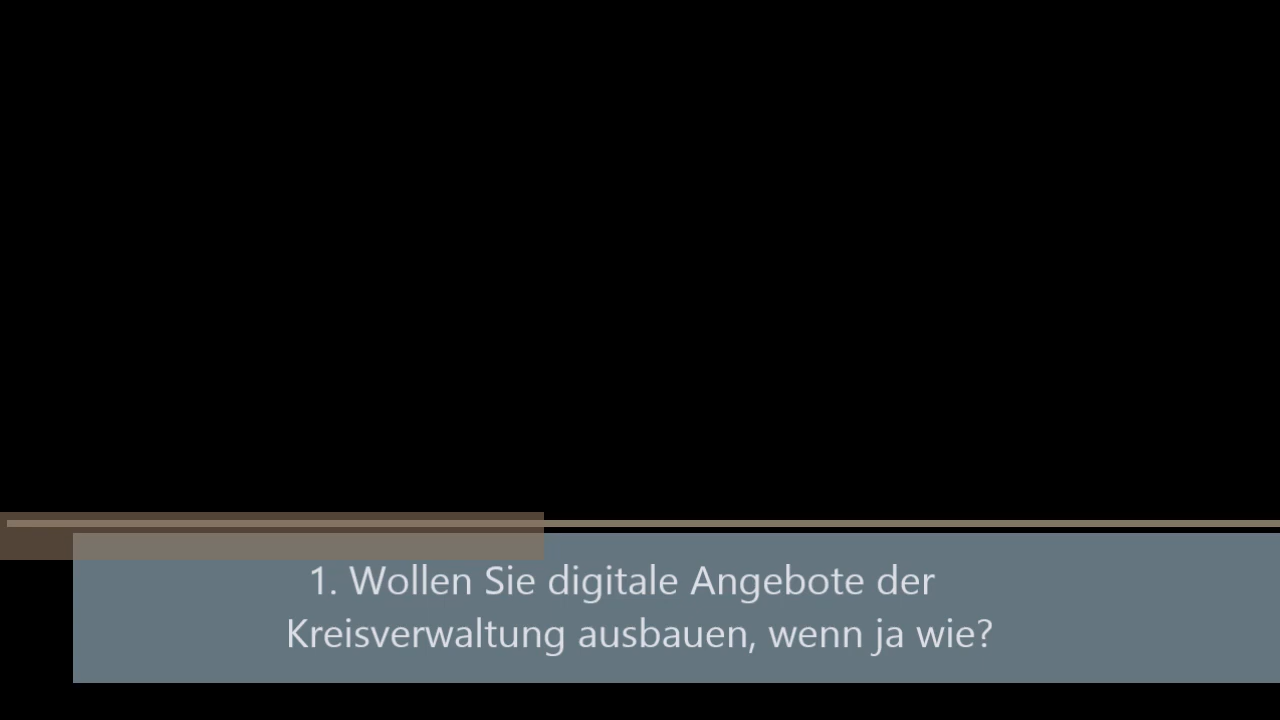 1. Wollen Sie digitale Angebote der
Kreisverwaltung ausbauen, wenn ja wie?